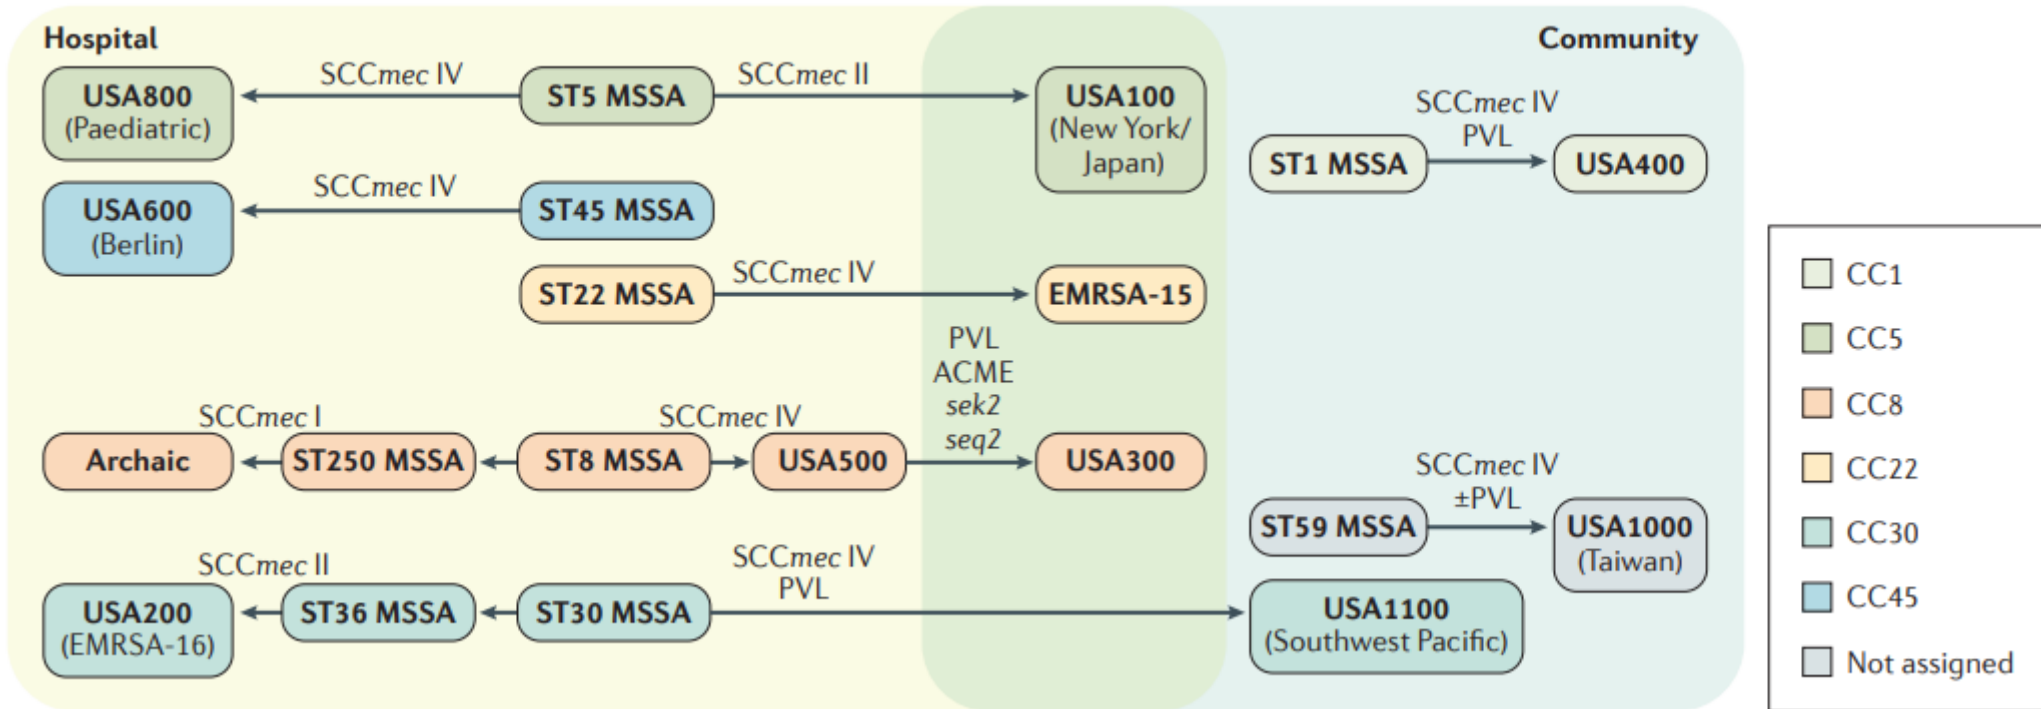 Hospital
Community
SCCmec IV
SCCmec II
USA800
(Paediatric)
ST5 MSSA
USA100
(New York/
Japan)
SCCmec IV
PVL
ST1 MSSA
USA400
SCCmec IV
USA600
(Berlin)
ST45 MSSA
SCCmec IV
ST22 MSSA
EMRSA-15
PVL
ACME
sek2
seq2
SCCmec I
SCCmec IV
Archaic
ST250 MSSA
ST8 MSSA
USA500
USA300
SCCmec IV
±PVL
ST59 MSSA
USA1000
(Taiwan)
SCCmec II
SCCmec IV
PVL
USA200
(EMRSA-16)
ST36 MSSA
ST30 MSSA
USA1100
(Southwest Pacific)
CC1
CC5
CC8
CC22
CC30
CC45
Not assigned